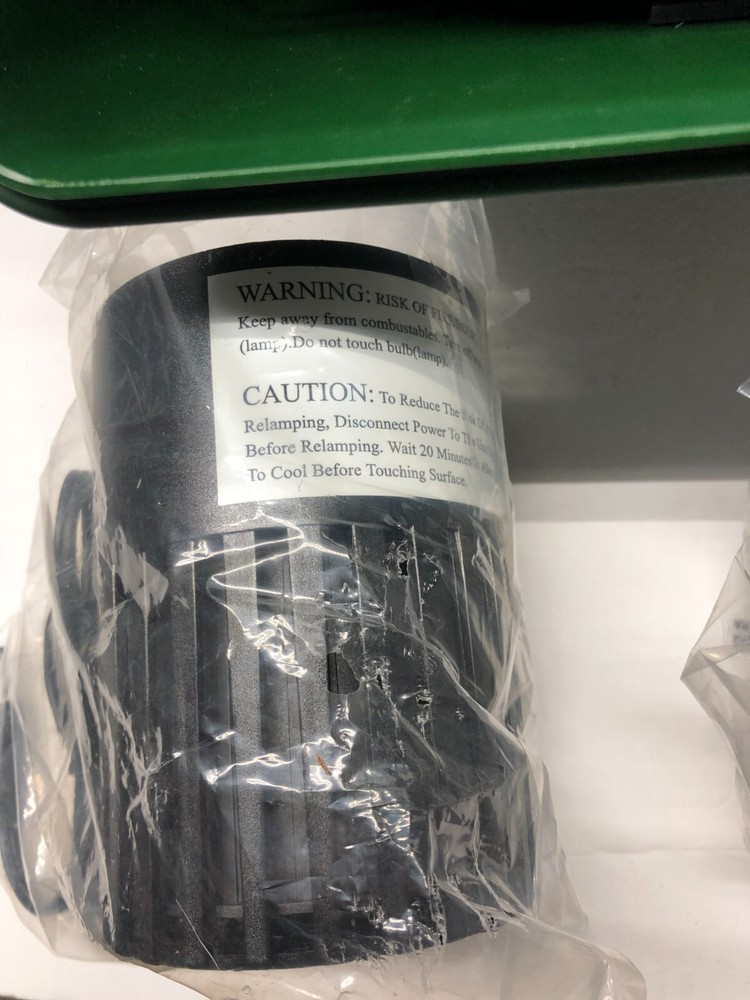 WARNING: RISK OF
Keep away from combustables.
(lamp).Do not touch bulb(lamp).
CAUTION: To Reduce The
Relamping, Disconnect Power To
Before Relamping. Wait 20 Minutes
To Cool Before Touching Surface.